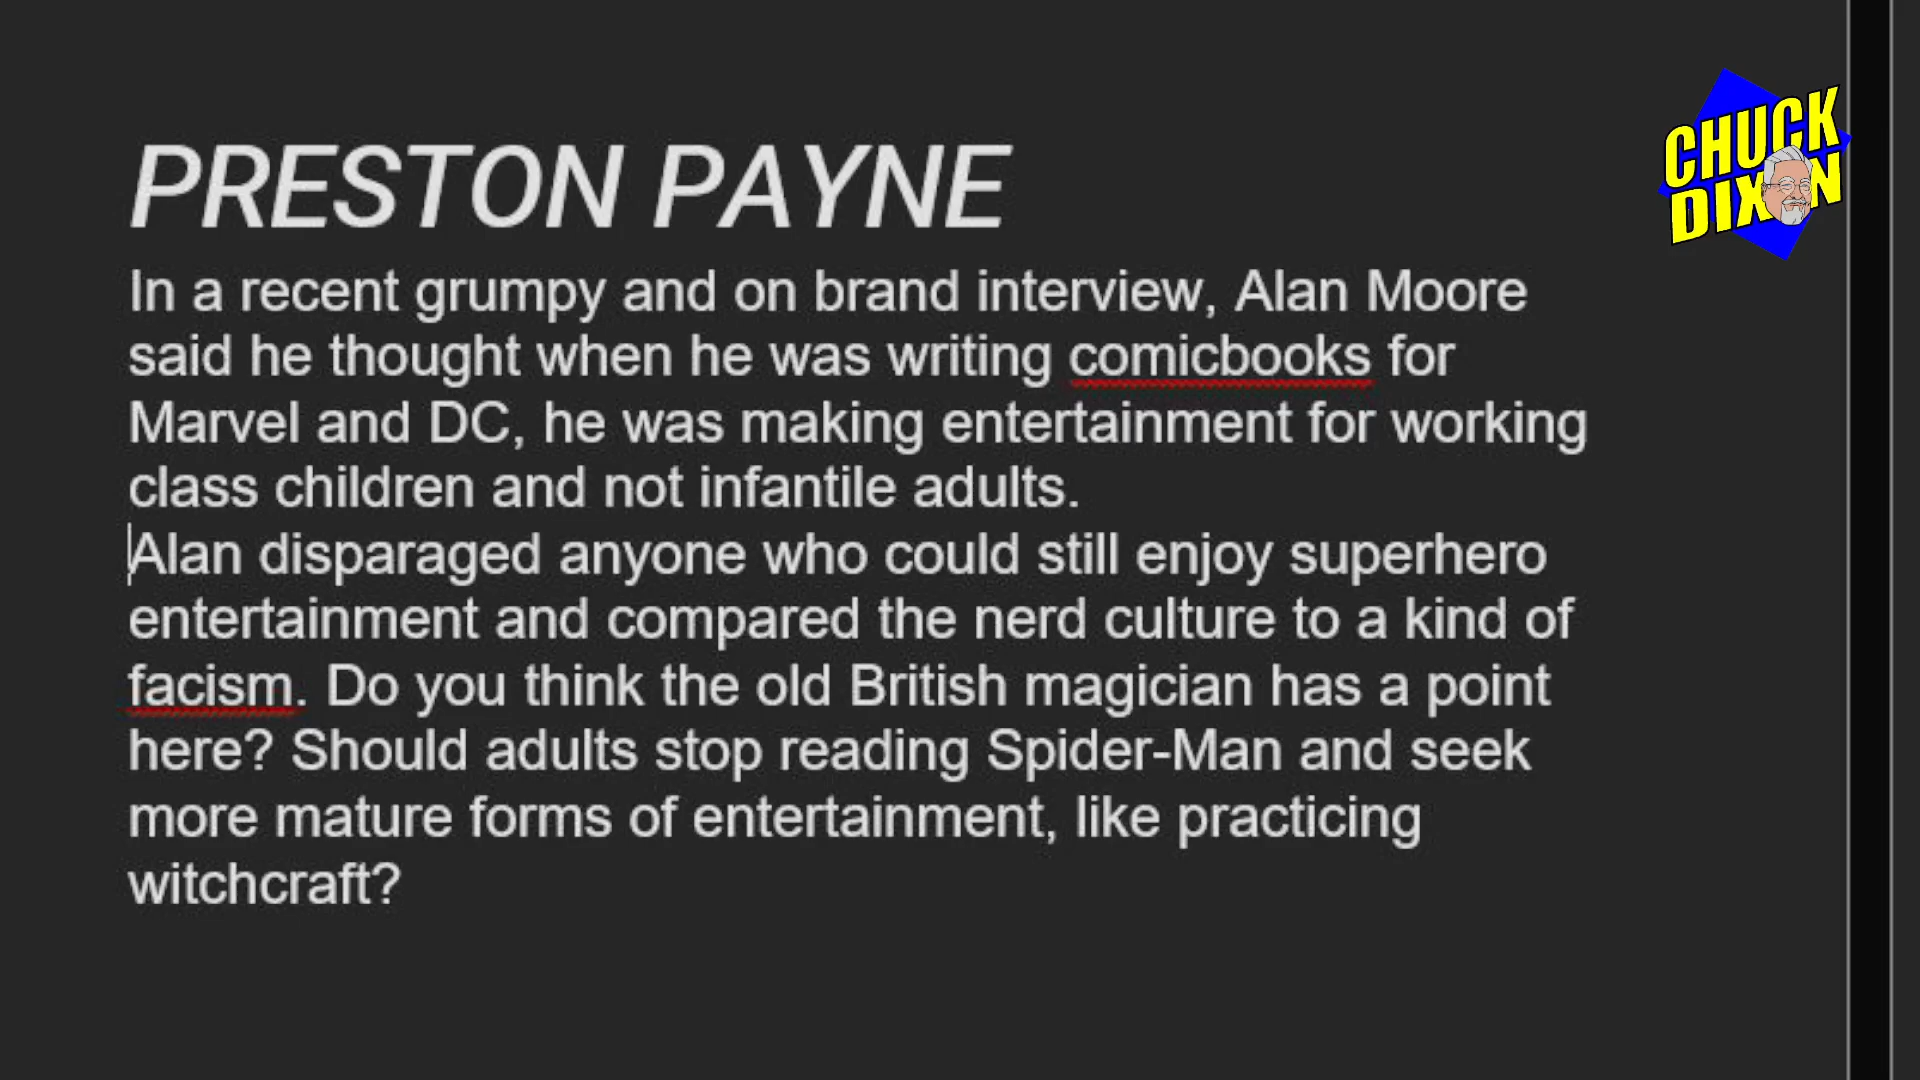 PRESTON PAYNE
In a recent grumpy and on brand interview, Alan Moore
said he thought when he was writing comicbooks for
Marvel and DC, he was making entertainment for working
class children and not infantile adults.
Alan disparaged anyone who could still enjoy superhero
entertainment and compared the nerd culture to a kind of
facism. Do you think the old British magician has a point
here? Should adults stop reading Spider-Man and seek
more mature forms of entertainment, like practicing
witchcraft?
CHUCK
DIXON